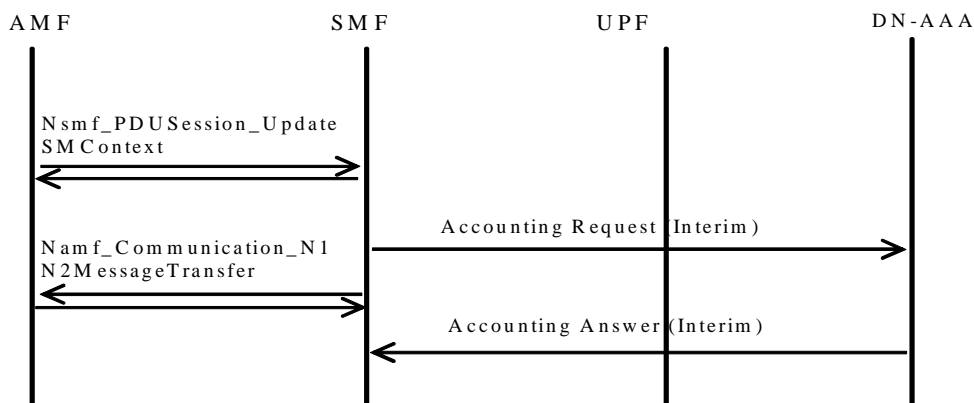 AMF
SMF
UPF
DN-AAA
Nsmf_PDUSession_Update
SMContext
Accounting Request (Interim)
Namf_Communication_N1
N2MessageTransfer
Accounting Answer (Interim)